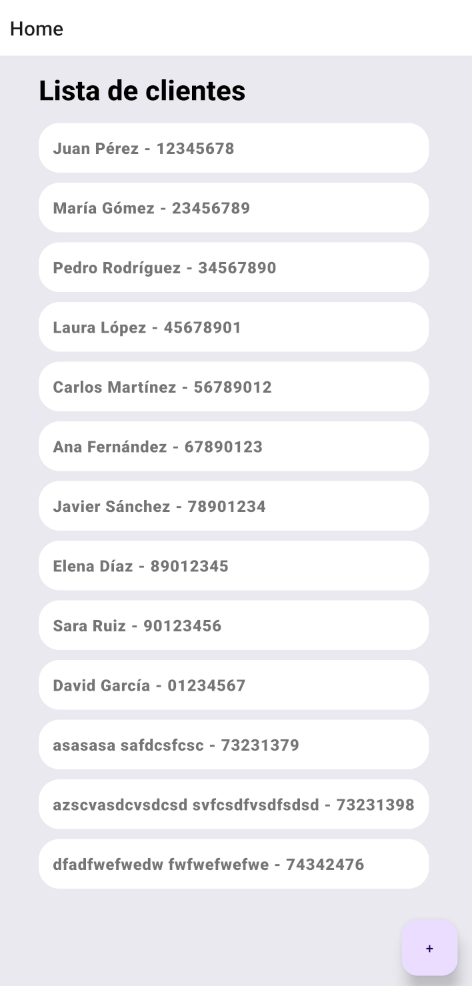 Home
Lista de clientes
Juan Pérez - 12345678
María Gómez - 23456789
Pedro Rodríguez - 34567890
Laura López - 45678901
Carlos Martínez - 56789012
Ana Fernández - 67890123
Javier Sánchez - 78901234
Elena Díaz - 89012345
Sara Ruiz - 90123456
David García - 01234567
asasasa safdcsfcsc - 73231379
azscvasdcvsdcsd svfcsdfvsdfsdsd - 73231398
dfadfwefwedw fwfwefwefwe - 74342476
+